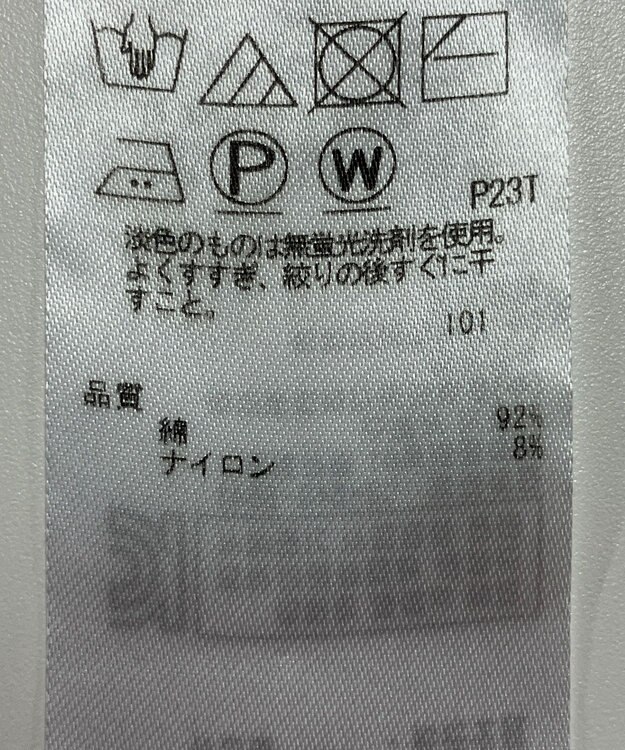 P W
P23T
淡色のものは無蛍光洗剤を使用。
よくすすぎ、絞りの後すぐに干
すこと。
101
品質
綿 92%
ナイロン 8%